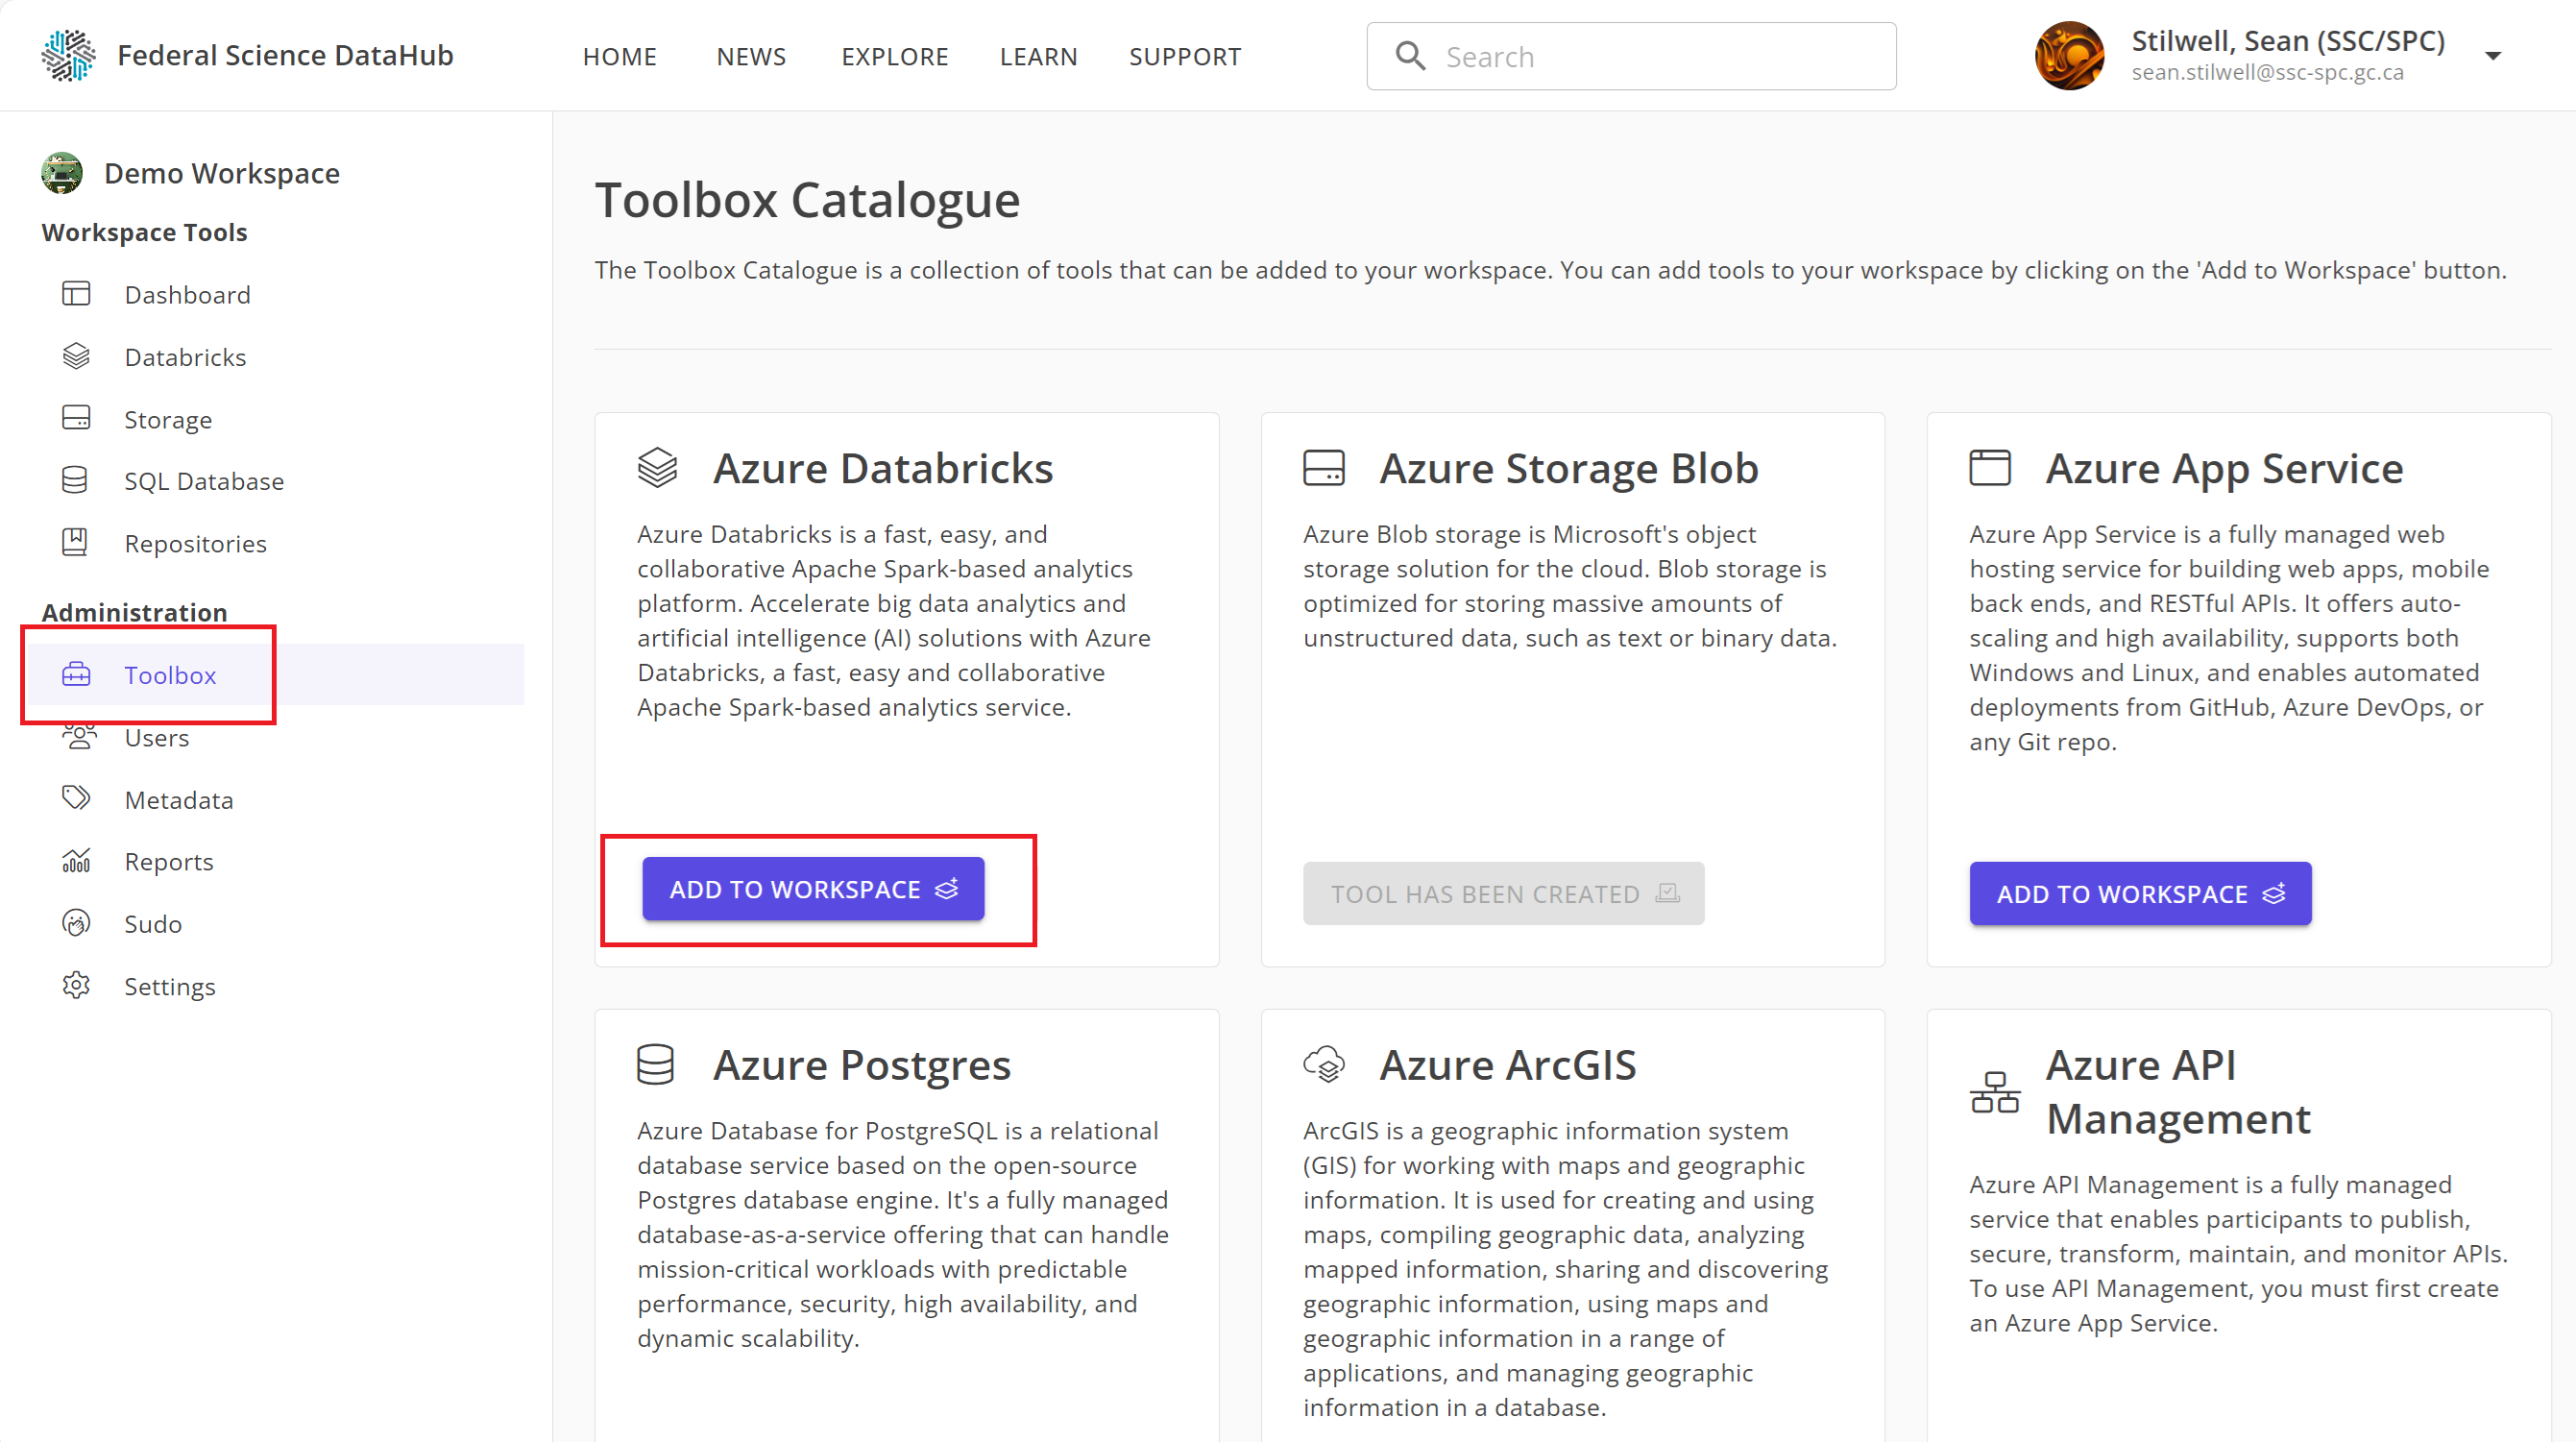 Federal Science DataHub
HOME
NEWS
EXPLORE
LEARN
SUPPORT
Search
Stilwell, Sean (SSC/SPC)
sean.stilwell@ssc-spc.gc.ca
Demo Workspace
Workspace Tools
Dashboard
Databricks
Storage
SQL Database
Repositories
Administration
Toolbox
Users
Metadata
Reports
Sudo
Settings
Toolbox Catalogue
The Toolbox Catalogue is a collection of tools that can be added to your workspace. You can add tools to your workspace by clicking on the 'Add to Workspace' button.
Azure Databricks
Azure Databricks is a fast, easy, and
collaborative Apache Spark-based analytics
platform. Accelerate big data analytics and
artificial intelligence (AI) solutions with Azure
Databricks, a fast, easy and collaborative
Apache Spark-based analytics service.
ADD TO WORKSPACE
Azure Storage Blob
Azure Blob storage is Microsoft's object
storage solution for the cloud. Blob storage is
optimized for storing massive amounts of
unstructured data, such as text or binary data.
TOOL HAS BEEN CREATED
Azure App Service
Azure App Service is a fully managed web
hosting service for building web apps, mobile
back ends, and RESTful APIs. It offers auto-
scaling and high availability, supports both
Windows and Linux, and enables automated
deployments from GitHub, Azure DevOps, or
any Git repo.
ADD TO WORKSPACE
Azure Postgres
Azure Database for PostgreSQL is a relational
database service based on the open-source
Postgres database engine. It's a fully managed
database-as-a-service offering that can handle
mission-critical workloads with predictable
performance, security, high availability, and
dynamic scalability.
Azure ArcGIS
ArcGIS is a geographic information system
(GIS) for working with maps and geographic
information. It is used for creating and using
maps, compiling geographic data, analyzing
mapped information, sharing and discovering
geographic information, using maps and
geographic information in a range of
applications, and managing geographic
information in a database.
Azure API
Management
Azure API Management is a fully managed
service that enables participants to publish,
secure, transform, maintain, and monitor APIs.
To use API Management, you must first create
an Azure App Service.